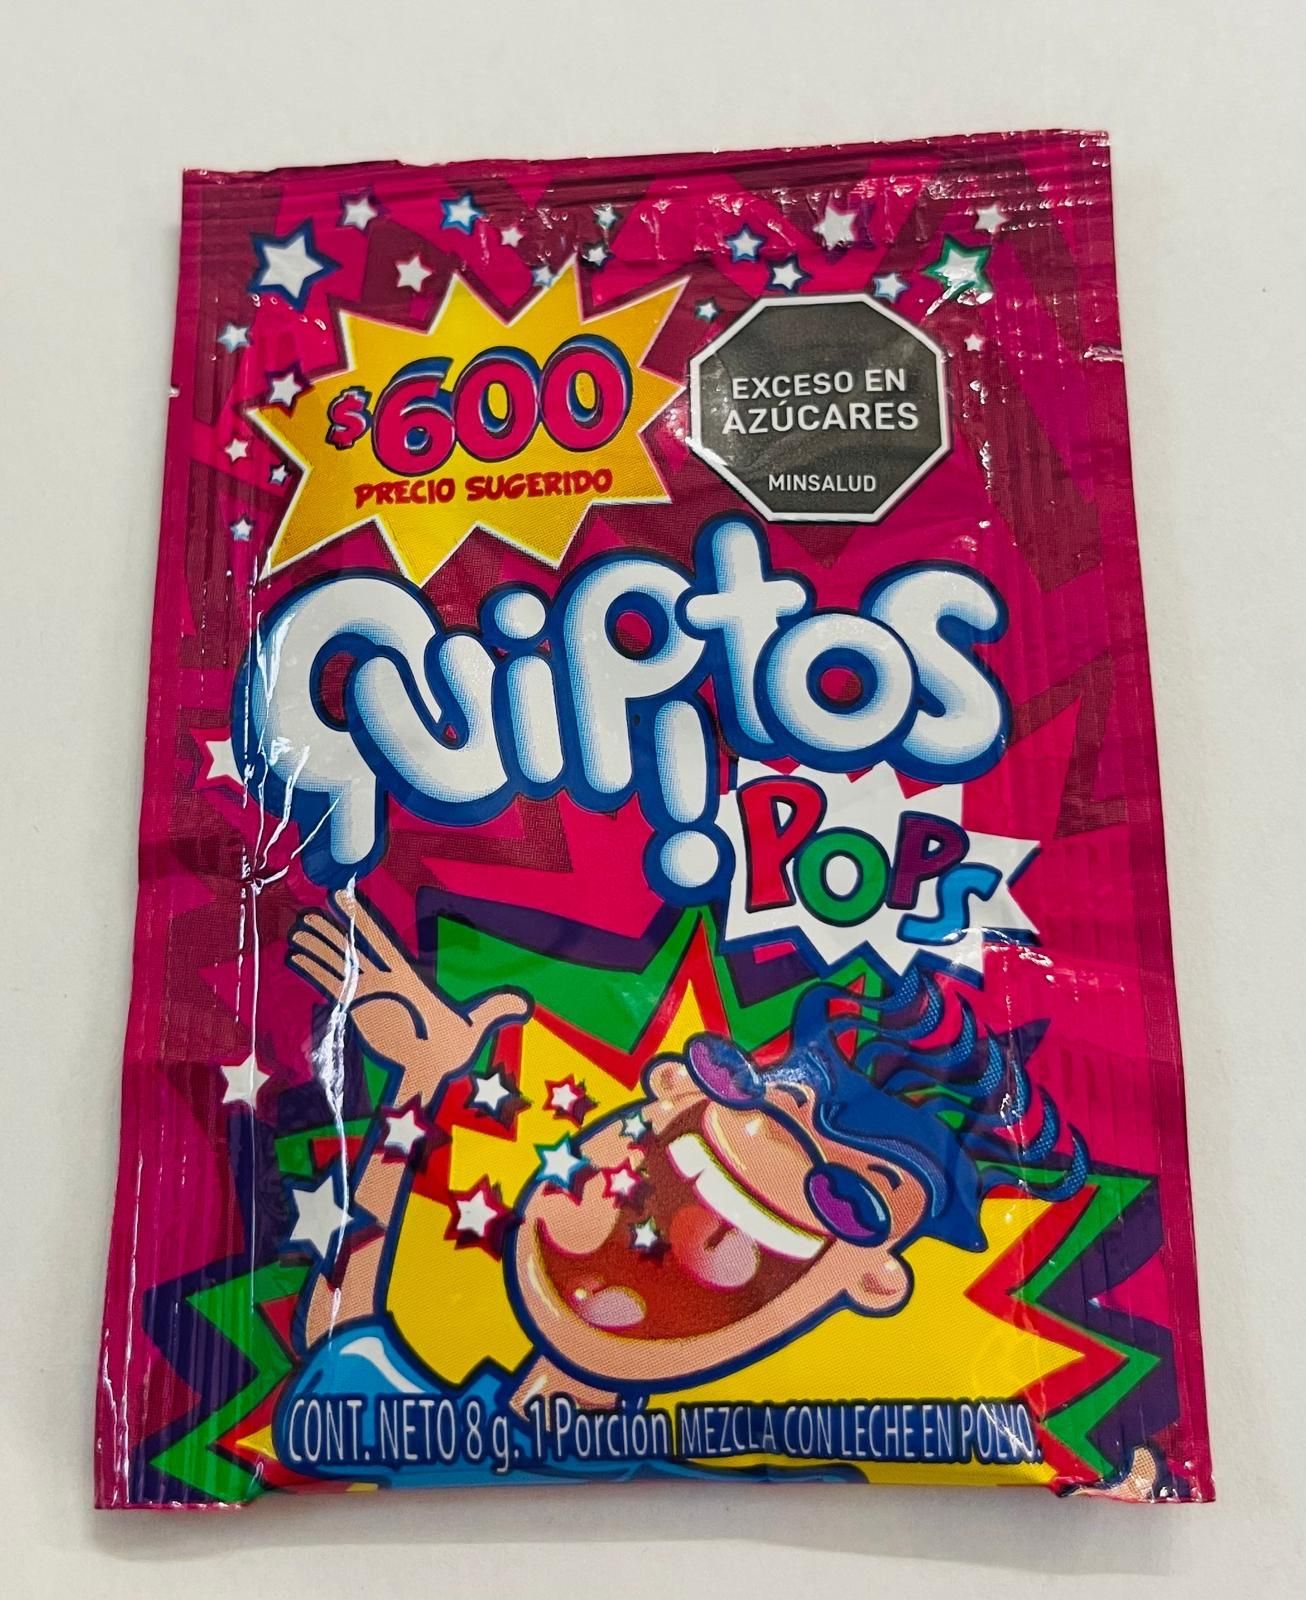 $600
PRECIO SUGERIDO
EXCESO EN
AZÚCARES
MINSALUD
Quipitos
POPS
CONT. NETO 8 g. 1 Porción MEZCLA CON LECHE EN POLVO.